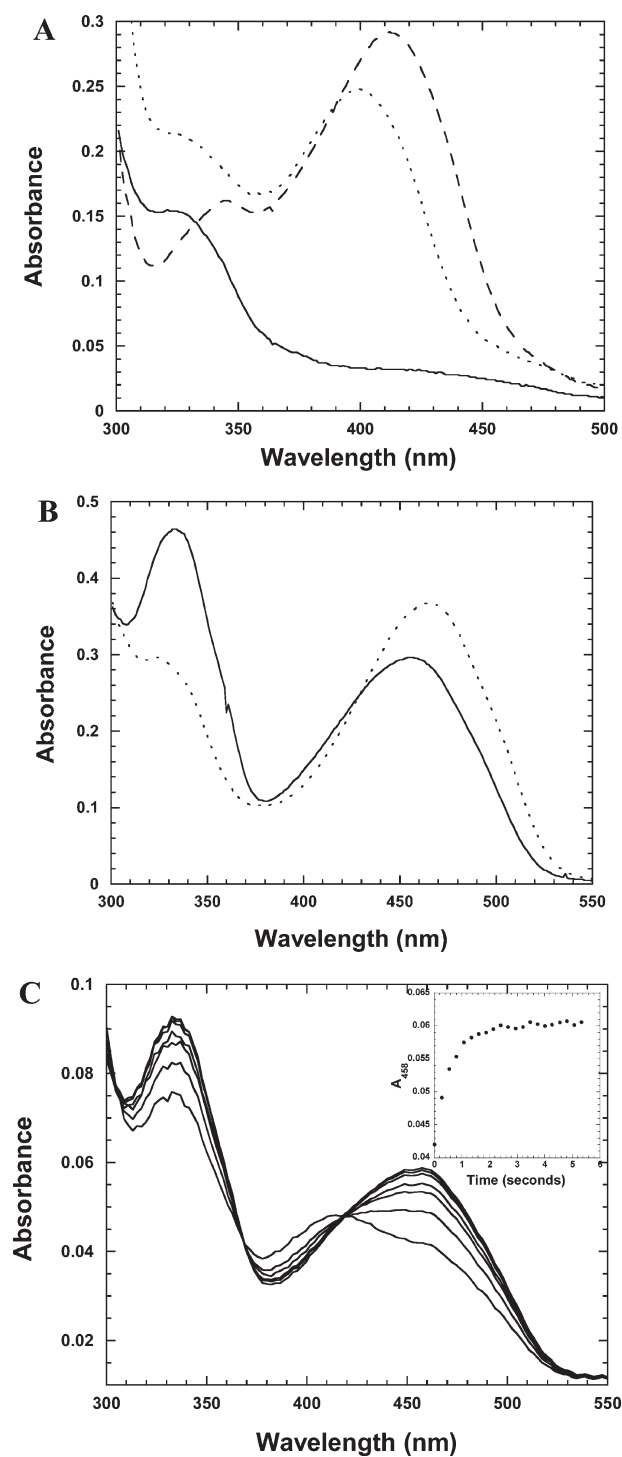 A
0.3
0.25
0.2
0.15
0.1
0.05
0
Absorbance
300 350 400 450 500
Wavelength (nm)
B
0.5
0.4
0.3
0.2
0.1
0
Absorbance
300 350 400 450 500 550
Wavelength (nm)
C
0.1
0.08
0.06
0.04
0.02
Absorbance
0.065
0.06
0.055
0.05
0.045
0.04
A458
0 1 2 3 4 5 6
Time (seconds)
300 350 400 450 500 550
Wavelength (nm)